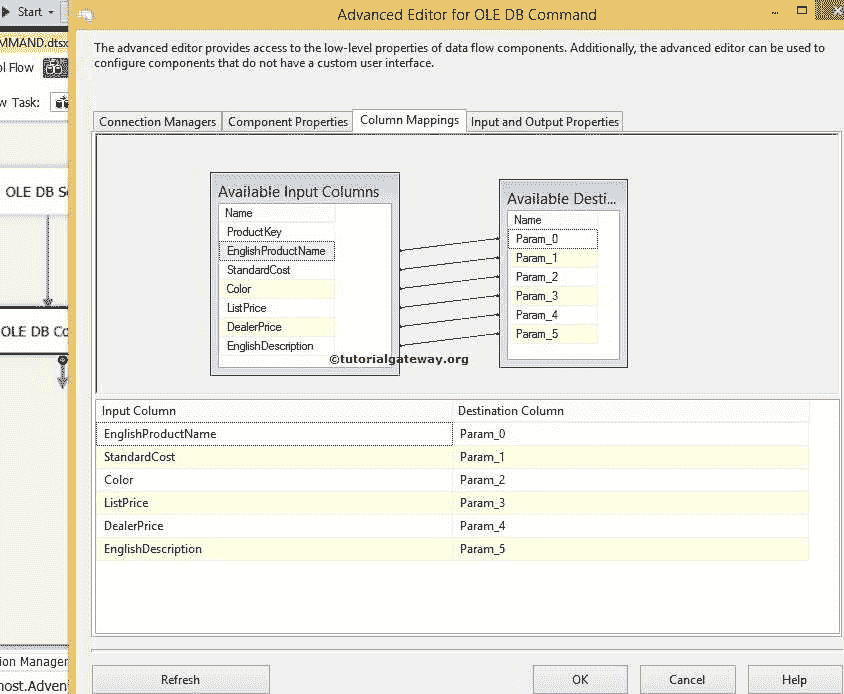 Start
Advanced Editor for OLE DB Command
MMAND.dtsx
The advanced editor provides access to the low-level properties of data flow components. Additionally, the advanced editor can be used to
configure components that do not have a custom user interface.
ol Flow
w Task:
Connection Managers Component Properties Column Mappings Input and Output Properties
OLE DB S
Available Input Columns
Name
ProductKey
EnglishProductName
StandardCost
Color
ListPrice
DealerPrice
EnglishDescription
Available Desti...
Name
Param_0
Param_1
Param_2
Param_3
Param_4
Param_5
OLE DB Co
©tutorialgateway.org
Input Column Destination Column
EnglishProductName Param_0
StandardCost Param_1
Color Param_2
ListPrice Param_3
DealerPrice Param_4
EnglishDescription Param_5
ion Manager
host.Adven
Refresh OK Cancel Help